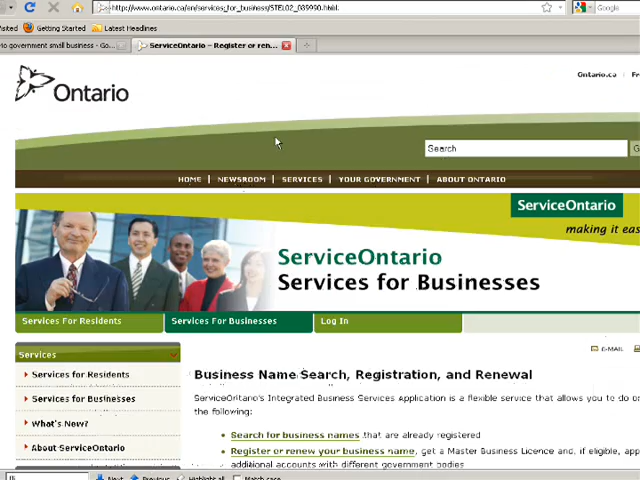 http://www.ontario.ca/en/services_for_business/STEL02_039990.html
Google
isited Getting Started Latest Headlines
io government small business - Go...
ServiceOntario – Register or ren...
Ontario.ca Fr
Ontario
Search
G
HOME | NEWSROOM | SERVICES | YOUR GOVERNMENT | ABOUT ONTARIO
ServiceOntario
making it eas
ServiceOntario
Services for Businesses
Services For Residents Services For Businesses Log In
E-MAIL
Services
Services for Residents
Services for Businesses
What's New?
About ServiceOntario
Business Name Search, Registration, and Renewal
ServiceOntario's Integrated Business Services Application is a flexible service that allows you to do on
the following:
Search for business names that are already registered
Register or renew your business name, get a Master Business Licence and, if eligible, app
additional accounts with different government bodies
Next Previous Highlight all Match case